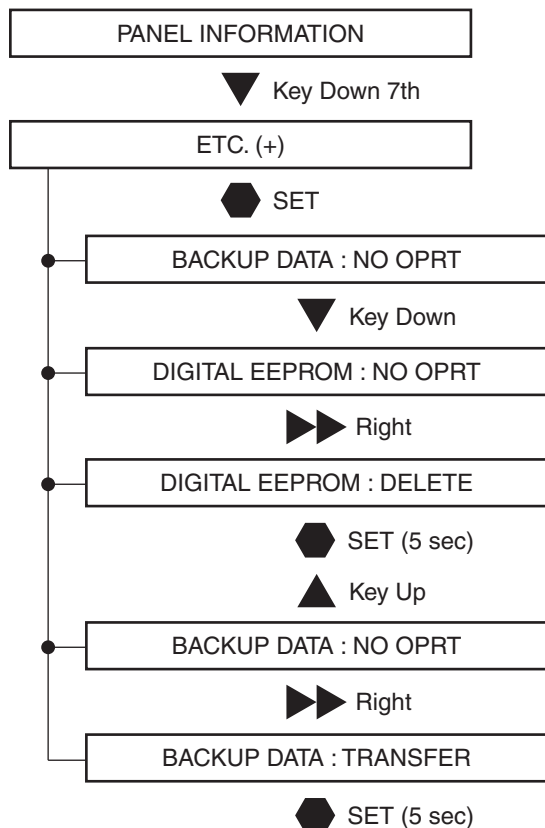 PANEL INFORMATION
Key Down 7th
ETC. (+)
SET
BACKUP DATA : NO OPRT
Key Down
DIGITAL EEPROM : NO OPRT
Right
DIGITAL EEPROM : DELETE
SET (5 sec)
Key Up
BACKUP DATA : NO OPRT
Right
BACKUP DATA : TRANSFER
SET (5 sec)